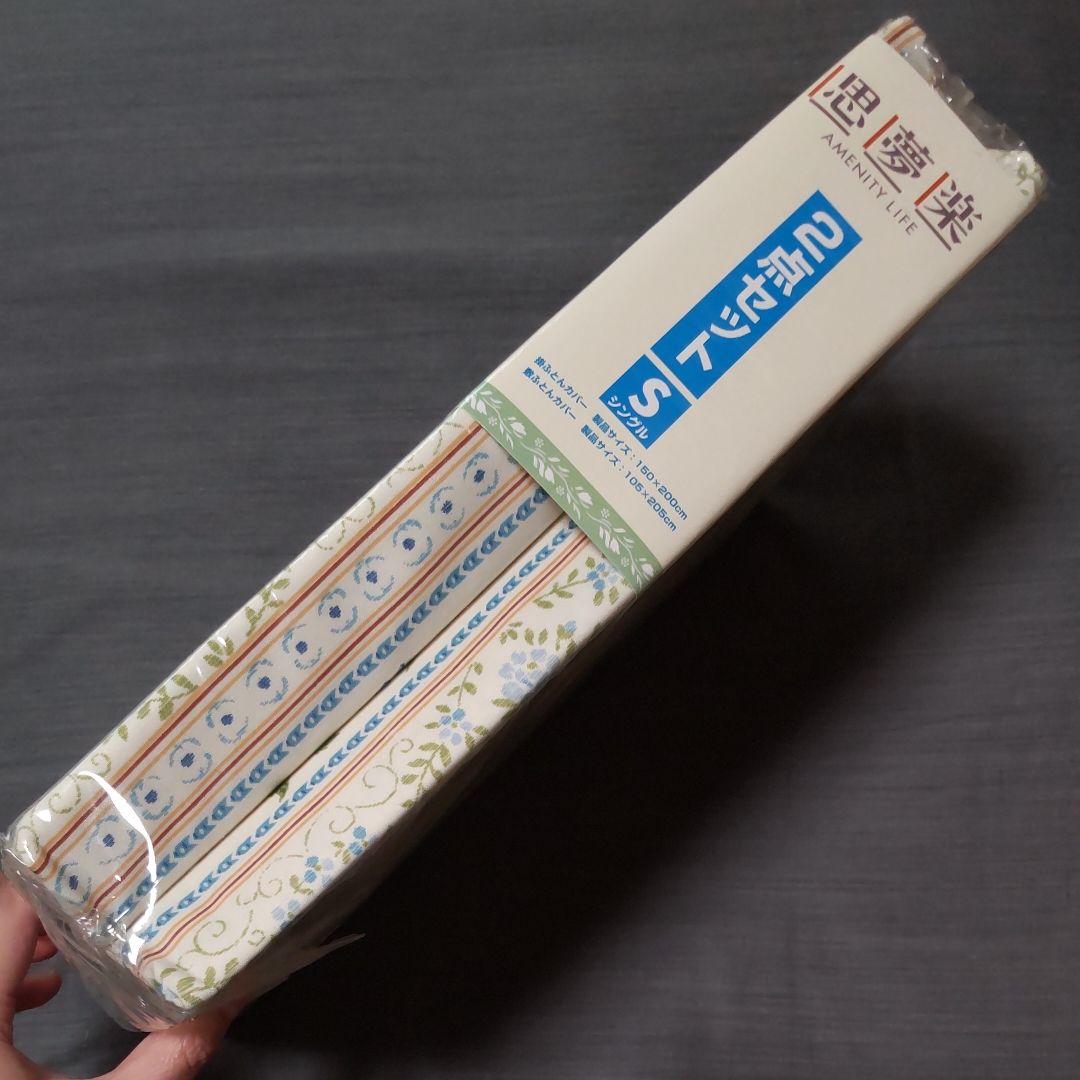 思夢楽
AMENITY LIFE
2点セット
S
シングル
掛ふとんカバー 製品サイズ:150×200cm
敷ふとんカバー 製品サイズ:105×205cm